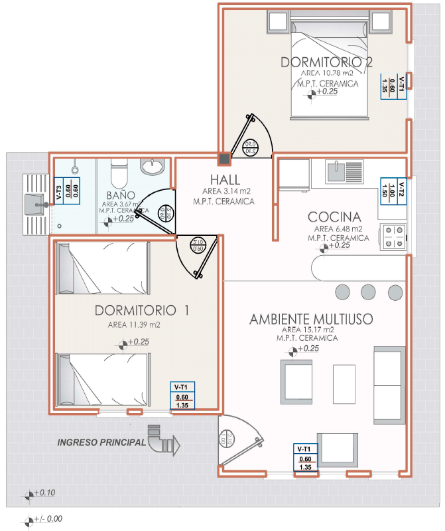 DORMITORIO 2
AREA 10.78 m2
M.P.T. CERAMICA
+0.25
V-T1
0.60
1.35
HALL
AREA 3.14 m2
M.P.T. CERAMICA
V-T3
0.60
0.60
BAÑO
AREA 3.67 m2
M.P.T. CERAMICA
+0.25
V-T2
1.00
1.50
COCINA
AREA 6.48 m2
M.P.T. CERAMICA
+0.25
DORMITORIO 1
AREA 11.39 m2
+0.25
AMBIENTE MULTIUSO
AREA 15.17 m2
M.P.T. CERAMICA
+0.25
V-T1
0.60
1.35
INGRESO PRINCIPAL
V-T1
0.60
1.35
+0.10
+/- 0.00